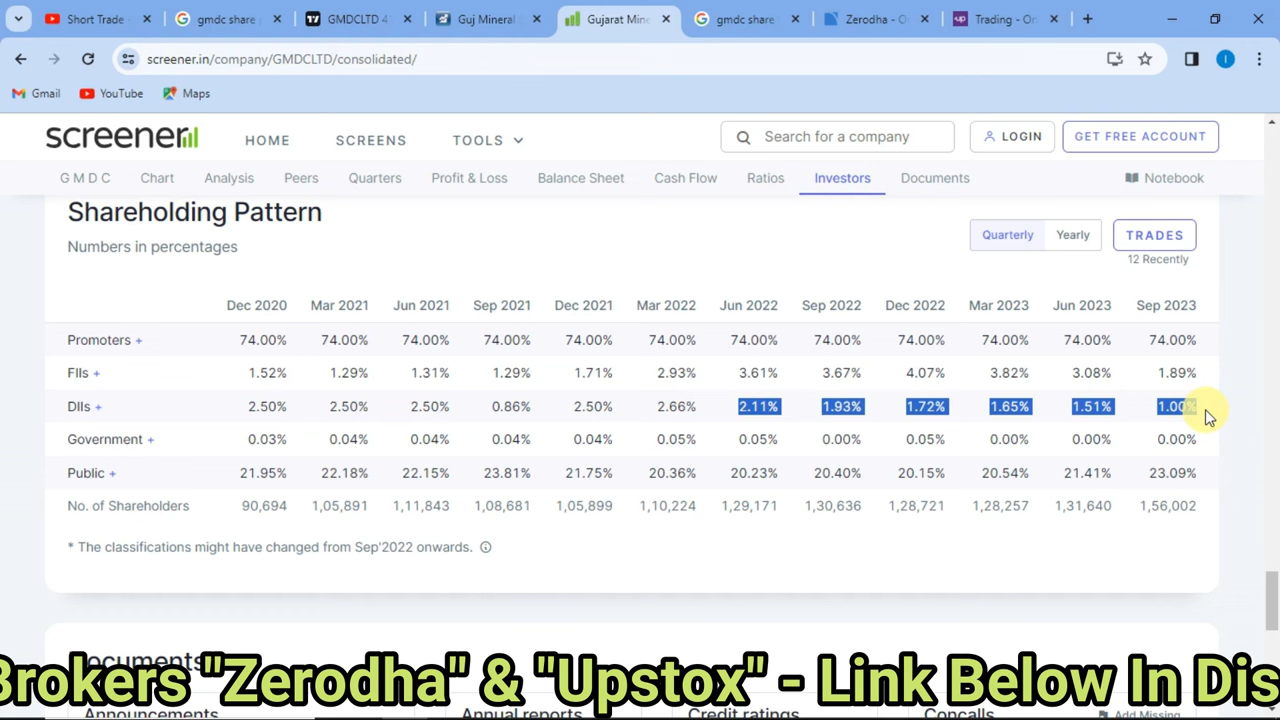 Short Trade -
gmdc share
GMDCLTD 4
Guj Mineral
Gujarat Mine
gmdc share
Zerodha - O
Trading - On
screener.in/company/GMDCLTD/consolidated/
I
Gmail YouTube Maps
screener HOME SCREENS TOOLS Search for a company LOGIN GET FREE ACCOUNT
G M D C Chart Analysis Peers Quarters Profit & Loss Balance Sheet Cash Flow Ratios Investors Documents Notebook
Shareholding Pattern
Numbers in percentages
Quarterly Yearly TRADES
12 Recently
Dec 2020 Mar 2021 Jun 2021 Sep 2021 Dec 2021 Mar 2022 Jun 2022 Sep 2022 Dec 2022 Mar 2023 Jun 2023 Sep 2023
Promoters + 74.00% 74.00% 74.00% 74.00% 74.00% 74.00% 74.00% 74.00% 74.00% 74.00% 74.00% 74.00%
FIIs + 1.52% 1.29% 1.31% 1.29% 1.71% 2.93% 3.61% 3.67% 4.07% 3.82% 3.08% 1.89%
DIIs + 2.50% 2.50% 2.50% 0.86% 2.50% 2.66% 2.11% 1.93% 1.72% 1.65% 1.51% 1.00%
Government + 0.03% 0.04% 0.04% 0.04% 0.04% 0.05% 0.05% 0.00% 0.05% 0.00% 0.00% 0.00%
Public + 21.95% 22.18% 22.15% 23.81% 21.75% 20.36% 20.23% 20.40% 20.15% 20.54% 21.41% 23.09%
No. of Shareholders 90,694 1,05,891 1,11,843 1,08,681 1,05,899 1,10,224 1,29,171 1,30,636 1,28,721 1,28,257 1,31,640 1,56,002
* The classifications might have changed from Sep'2022 onwards.
Documents
Brokers "Zerodha" & "Upstox" - Link Below In Dis
Announcements Annual reports Credit ratings Concalls Add Missing